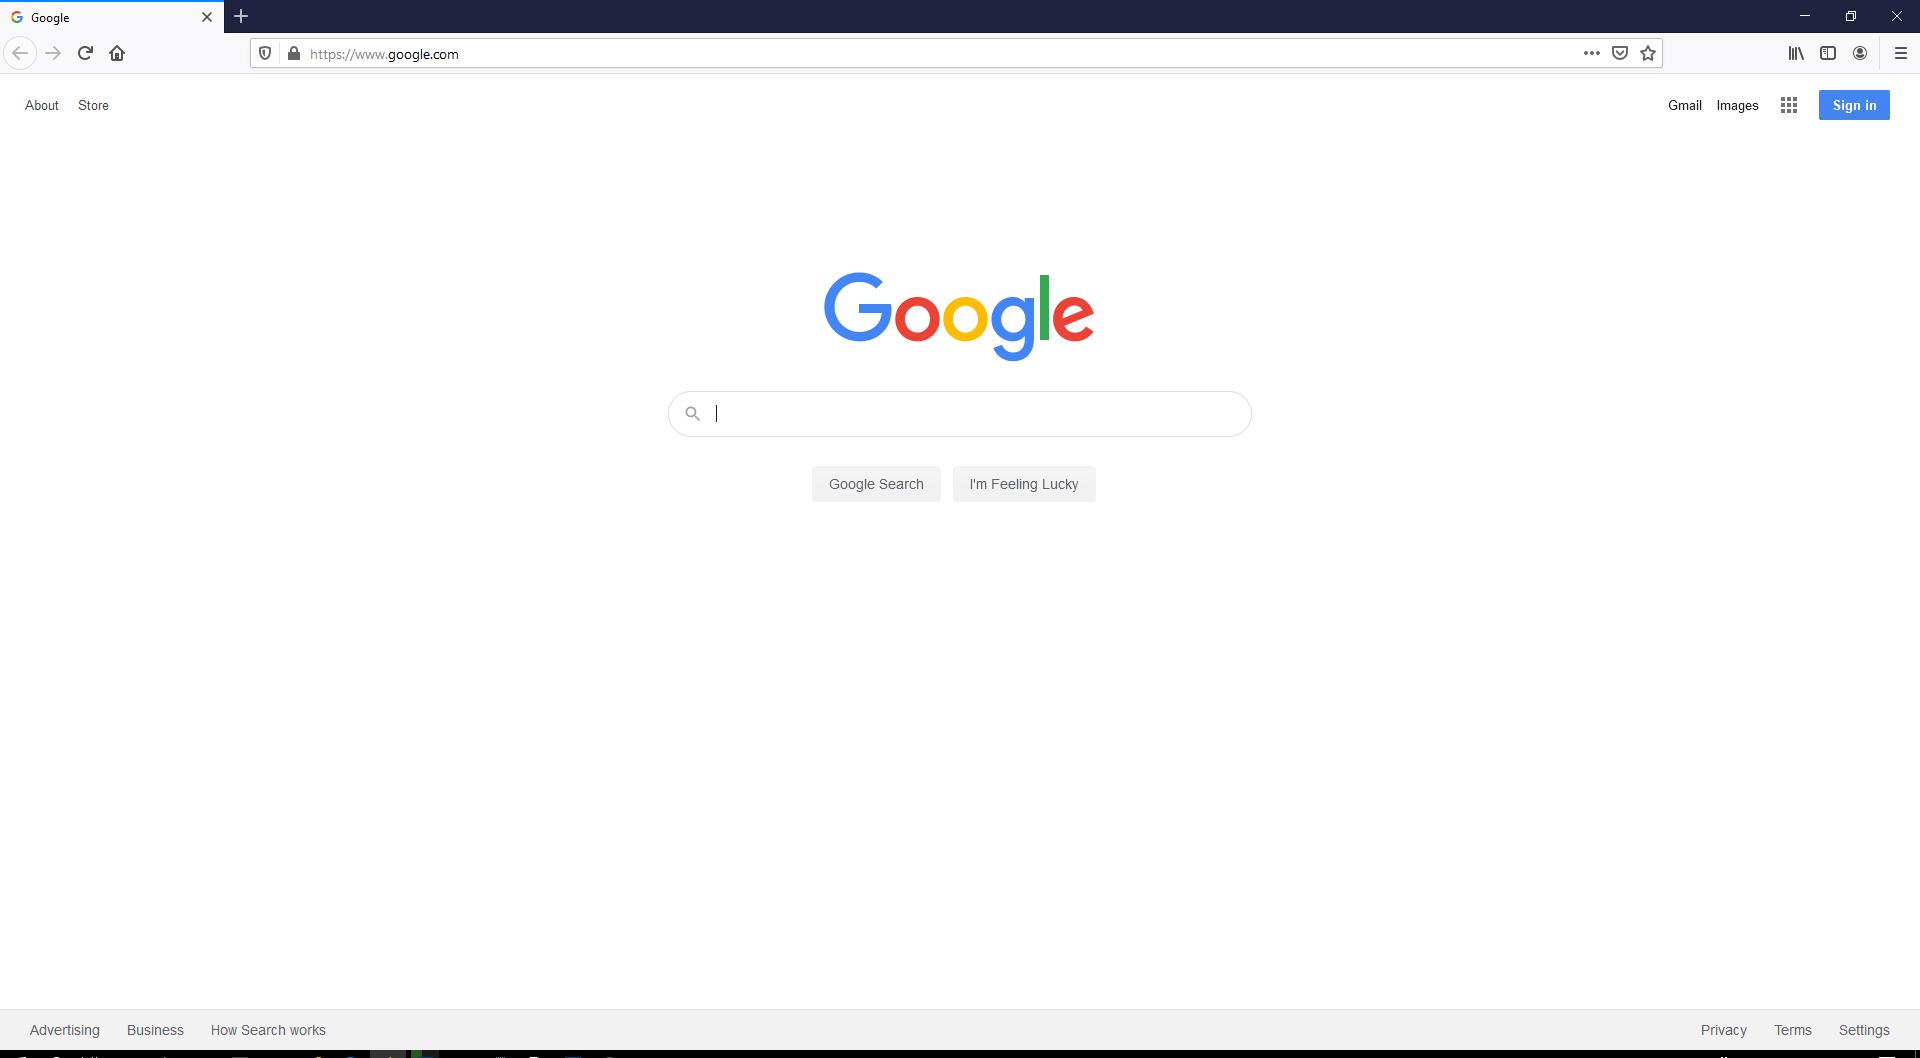 Google
https://www.google.com
About Store
Gmail Images Sign in
Google
Google Search I'm Feeling Lucky
Advertising Business How Search works
Privacy Terms Settings